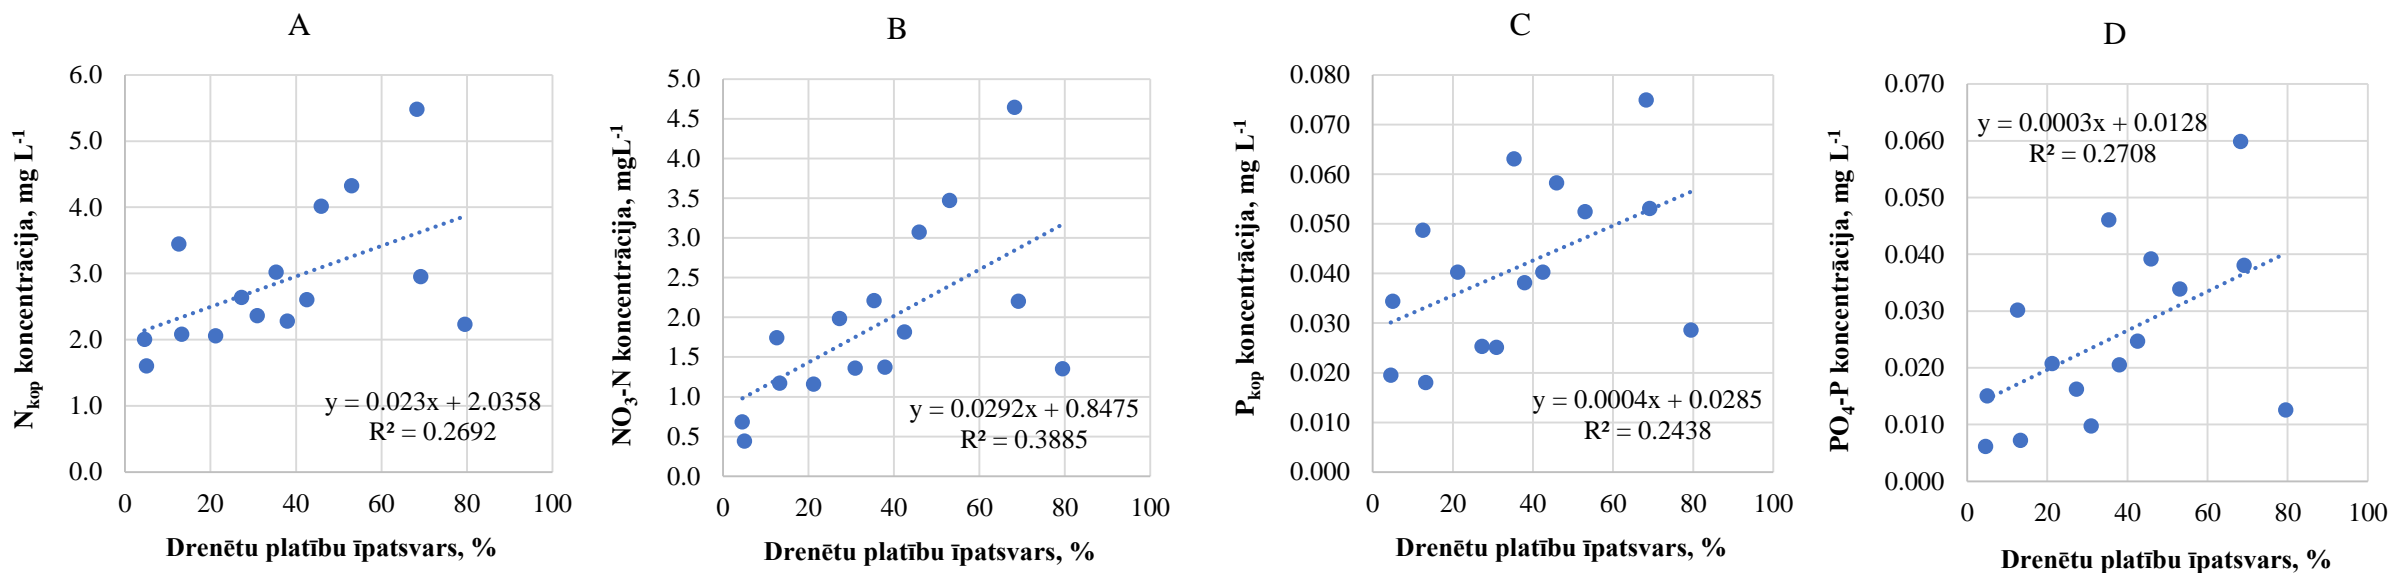 A
N_kop koncentrācija, mg L⁻¹
6.0
5.0
4.0
3.0
2.0
1.0
0.0
y = 0.023x + 2.0358
R² = 0.2692
0 20 40 60 80 100
Drenētu platību īpatsvars, %
B
NO₃-N koncentrācija, mgL⁻¹
5.0
4.5
4.0
3.5
3.0
2.5
2.0
1.5
1.0
0.5
0.0
y = 0.0292x + 0.8475
R² = 0.3885
0 20 40 60 80 100
Drenētu platību īpatsvars, %
C
P_kop koncentrācija, mg L⁻¹
0.080
0.070
0.060
0.050
0.040
0.030
0.020
0.010
0.000
y = 0.0004x + 0.0285
R² = 0.2438
0 20 40 60 80 100
Drenētu platību īpatsvars, %
D
PO₄-P koncentrācija, mg L⁻¹
0.070
0.060
0.050
0.040
0.030
0.020
0.010
0.000
y = 0.0003x + 0.0128
R² = 0.2708
0 20 40 60 80 100
Drenētu platību īpatsvars, %